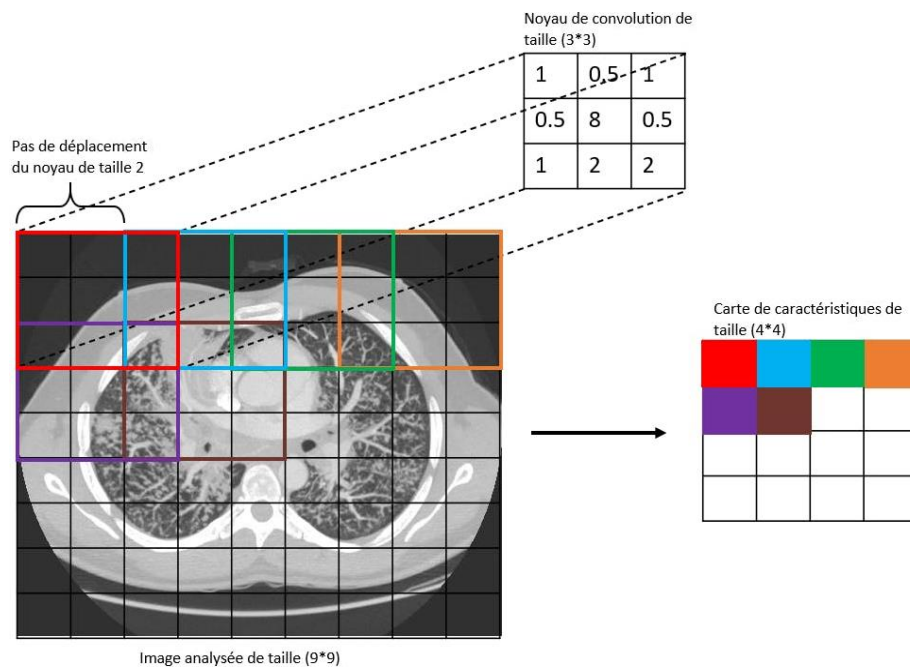 Noyau de convolution de
taille (3*3)
1 0.5 1
0.5 8 0.5
1 2 2
Pas de déplacement
du noyau de taille 2
Carte de caractéristiques de
taille (4*4)
Image analysée de taille (9*9)